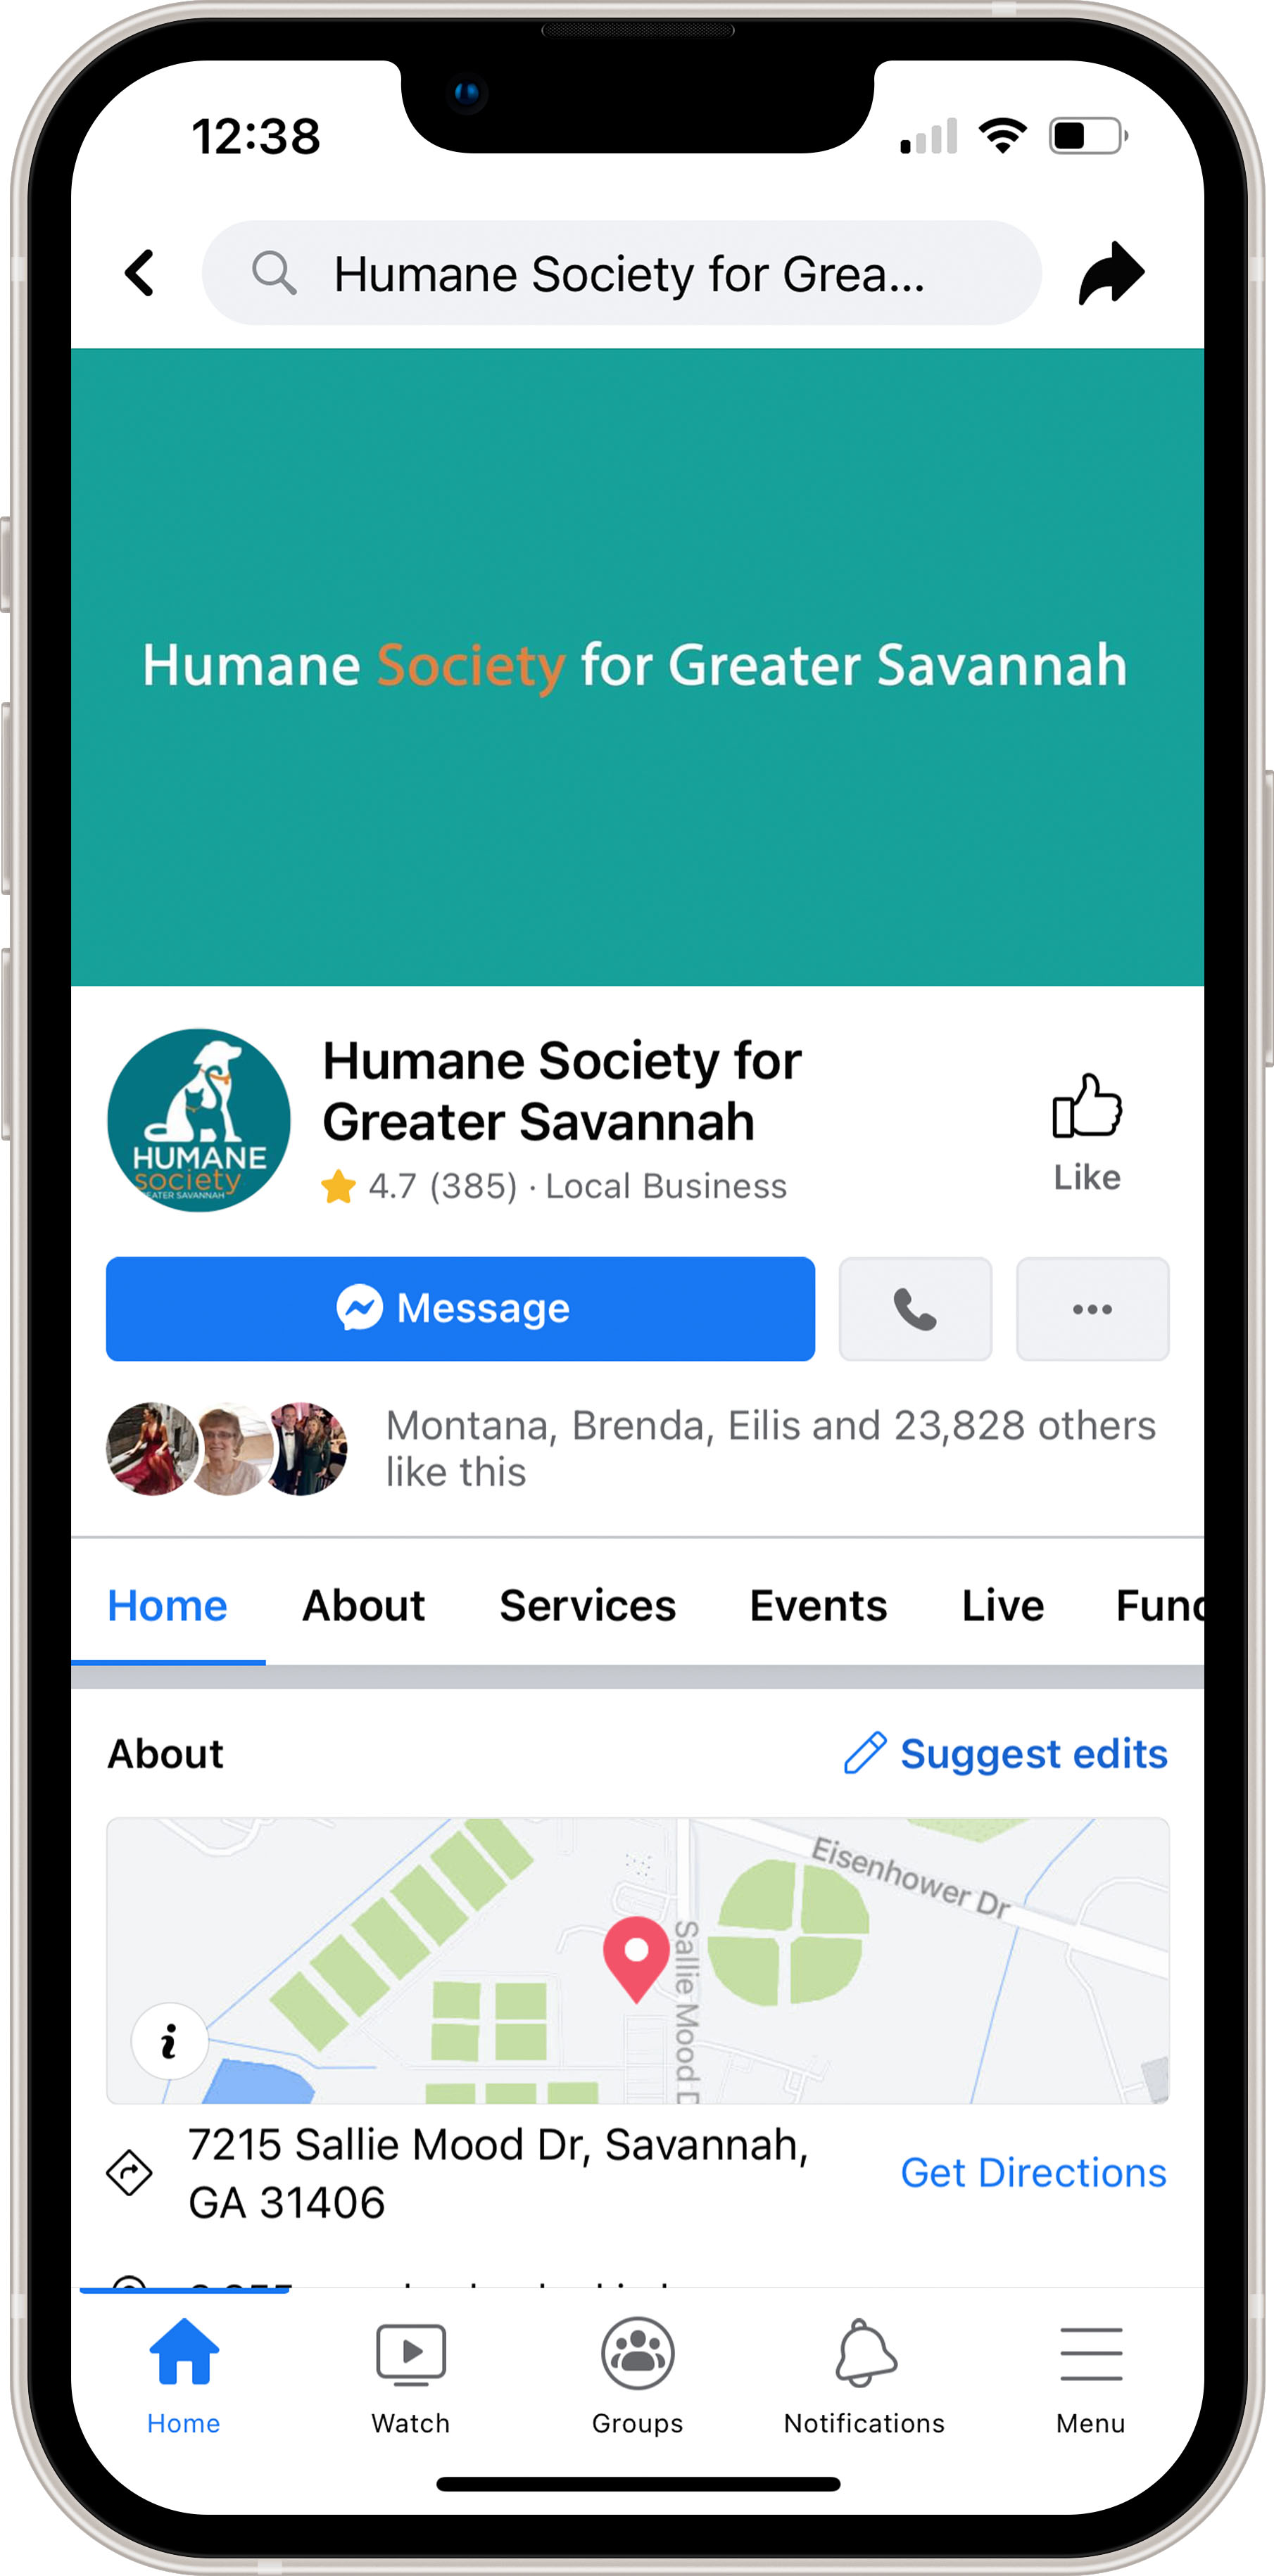 12:38
Humane Society for Grea...
Humane Society for Greater Savannah
HUMANE
society
EATER SAVANNAH
Humane Society for
Greater Savannah
4.7 (385) · Local Business
Like
Message
Montana, Brenda, Eilis and 23,828 others
like this
Home About Services Events Live Func
About
Suggest edits
Eisenhower Dr
Sallie Mood D
7215 Sallie Mood Dr, Savannah,
GA 31406
Get Directions
Home Watch Groups Notifications Menu